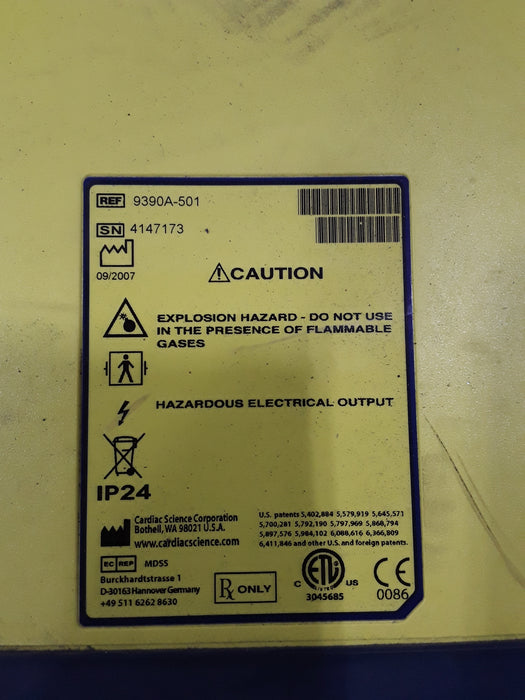 REF 9390A-501
SN 4147173
09/2007
CAUTION
EXPLOSION HAZARD - DO NOT USE
IN THE PRESENCE OF FLAMMABLE
GASES
HAZARDOUS ELECTRICAL OUTPUT
IP24
Cardiac Science Corporation
Bothell, WA 98021 U.S.A.
www.cardiacscience.com
U.S. patents 5,402,884 5,579,919 5,645,571
5,700,281 5,792,190 5,797,969 5,868,794
5,897,576 5,984,102 6,088,616 6,366,809
6,411,846 and other U.S. and foreign patents.
EC REP MDSS
Burckhardtstrasse 1
D-30163 Hannover Germany
+49 511 6262 8630
Rx ONLY
C ETL US
3045685
CE
0086